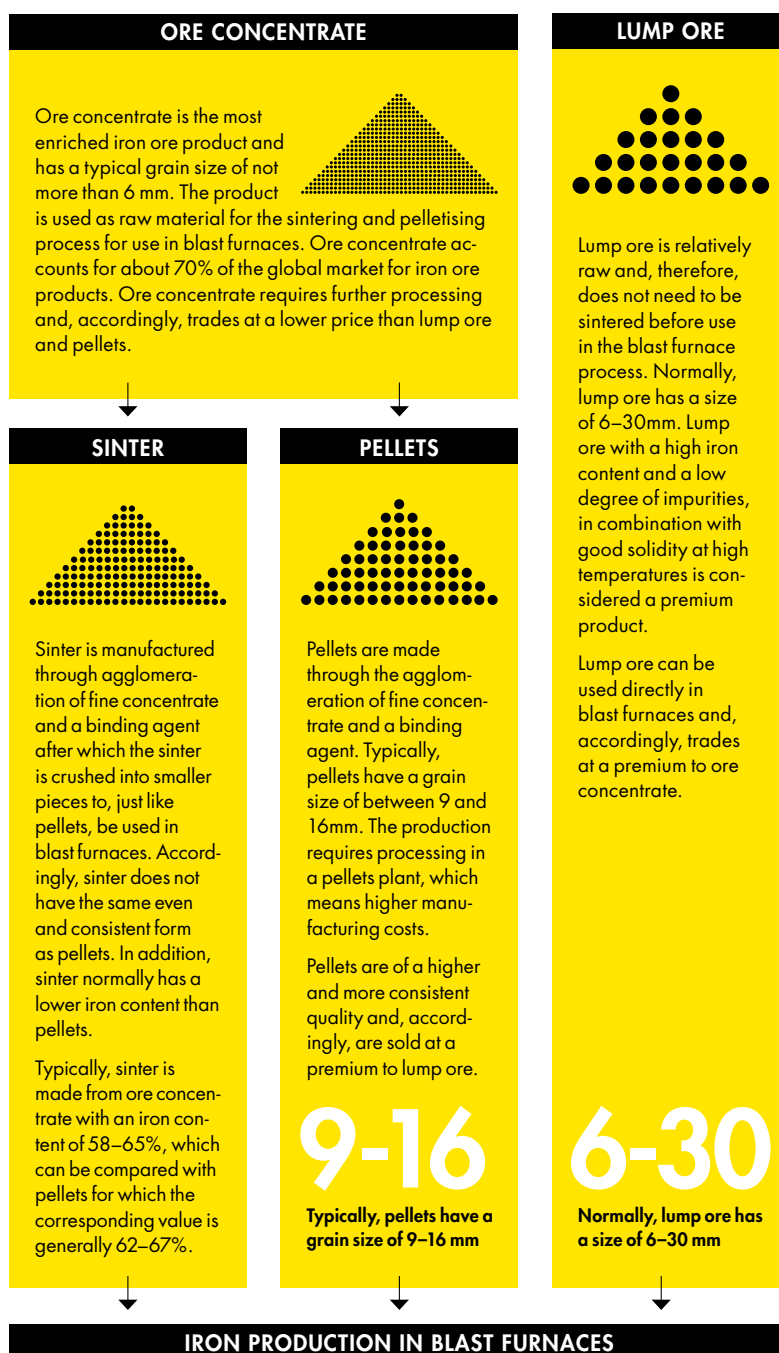 ORE CONCENTRATE
Ore concentrate is the most
enriched iron ore product and
has a typical grain size of not
more than 6 mm. The product
is used as raw material for the sintering and pelletising
process for use in blast furnaces. Ore concentrate ac-
counts for about 70% of the global market for iron ore
products. Ore concentrate requires further processing
and, accordingly, trades at a lower price than lump ore
and pellets.
LUMP ORE
Lump ore is relatively
raw and, therefore,
does not need to be
sintered before use
in the blast furnace
process. Normally,
lump ore has a size
of 6–30mm. Lump
ore with a high iron
content and a low
degree of impurities,
in combination with
good solidity at high
temperatures is con-
sidered a premium
product.
Lump ore can be
used directly in
blast furnaces and,
accordingly, trades
at a premium to ore
concentrate.
6-30
Normally, lump ore has
a size of 6–30 mm
SINTER
Sinter is manufactured
through agglomera-
tion of fine concentrate
and a binding agent
after which the sinter
is crushed into smaller
pieces to, just like
pellets, be used in
blast furnaces. Accord-
ingly, sinter does not
have the same even
and consistent form
as pellets. In addition,
sinter normally has a
lower iron content than
pellets.
Typically, sinter is
made from ore concen-
trate with an iron con-
tent of 58–65%, which
can be compared with
pellets for which the
corresponding value is
generally 62–67%.
PELLETS
Pellets are made
through the agglom-
eration of fine concen-
trate and a binding
agent. Typically,
pellets have a grain
size of between 9 and
16mm. The production
requires processing in
a pellets plant, which
means higher manu-
facturing costs.
Pellets are of a higher
and more consistent
quality and, accord-
ingly, are sold at a
premium to lump ore.
9-16
Typically, pellets have a
grain size of 9–16 mm
IRON PRODUCTION IN BLAST FURNACES